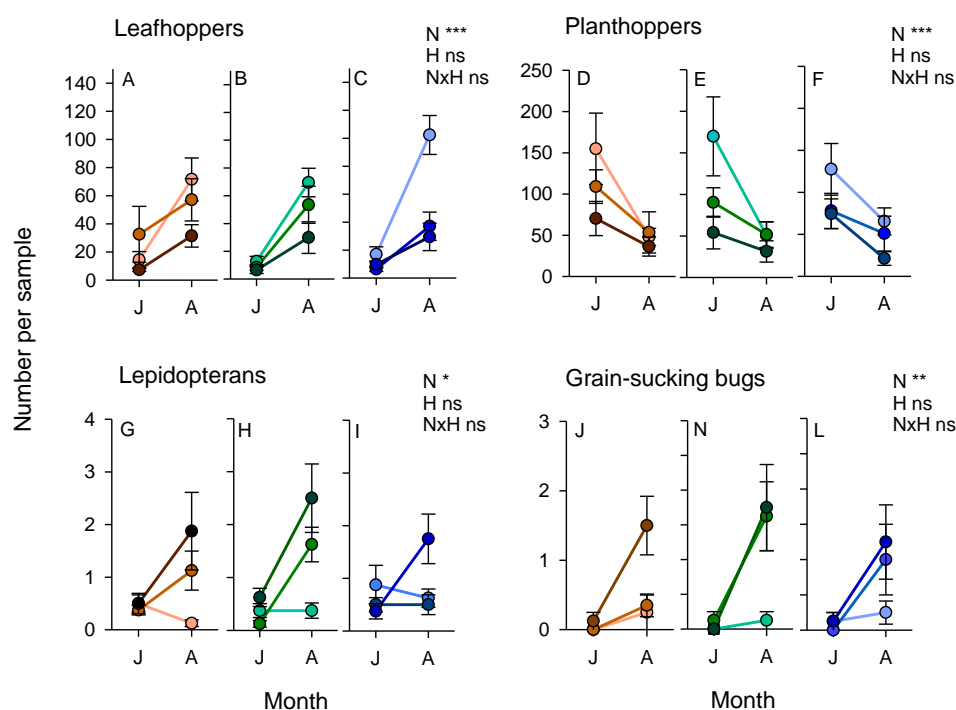 Leafhoppers
N ***
H ns
NxH ns
A
B
C
140
120
100
80
60
40
20
0
J
A
J
A
J
A
Planthoppers
N ***
H ns
NxH ns
D
E
F
250
200
150
100
50
0
J
A
J
A
J
A
Number per sample
Lepidopterans
N *
H ns
NxH ns
G
H
I
4
3
2
1
0
J
A
J
A
J
A
Month
Grain-sucking bugs
N **
H ns
NxH ns
J
N
L
3
2
1
0
J
A
J
A
J
A
Month